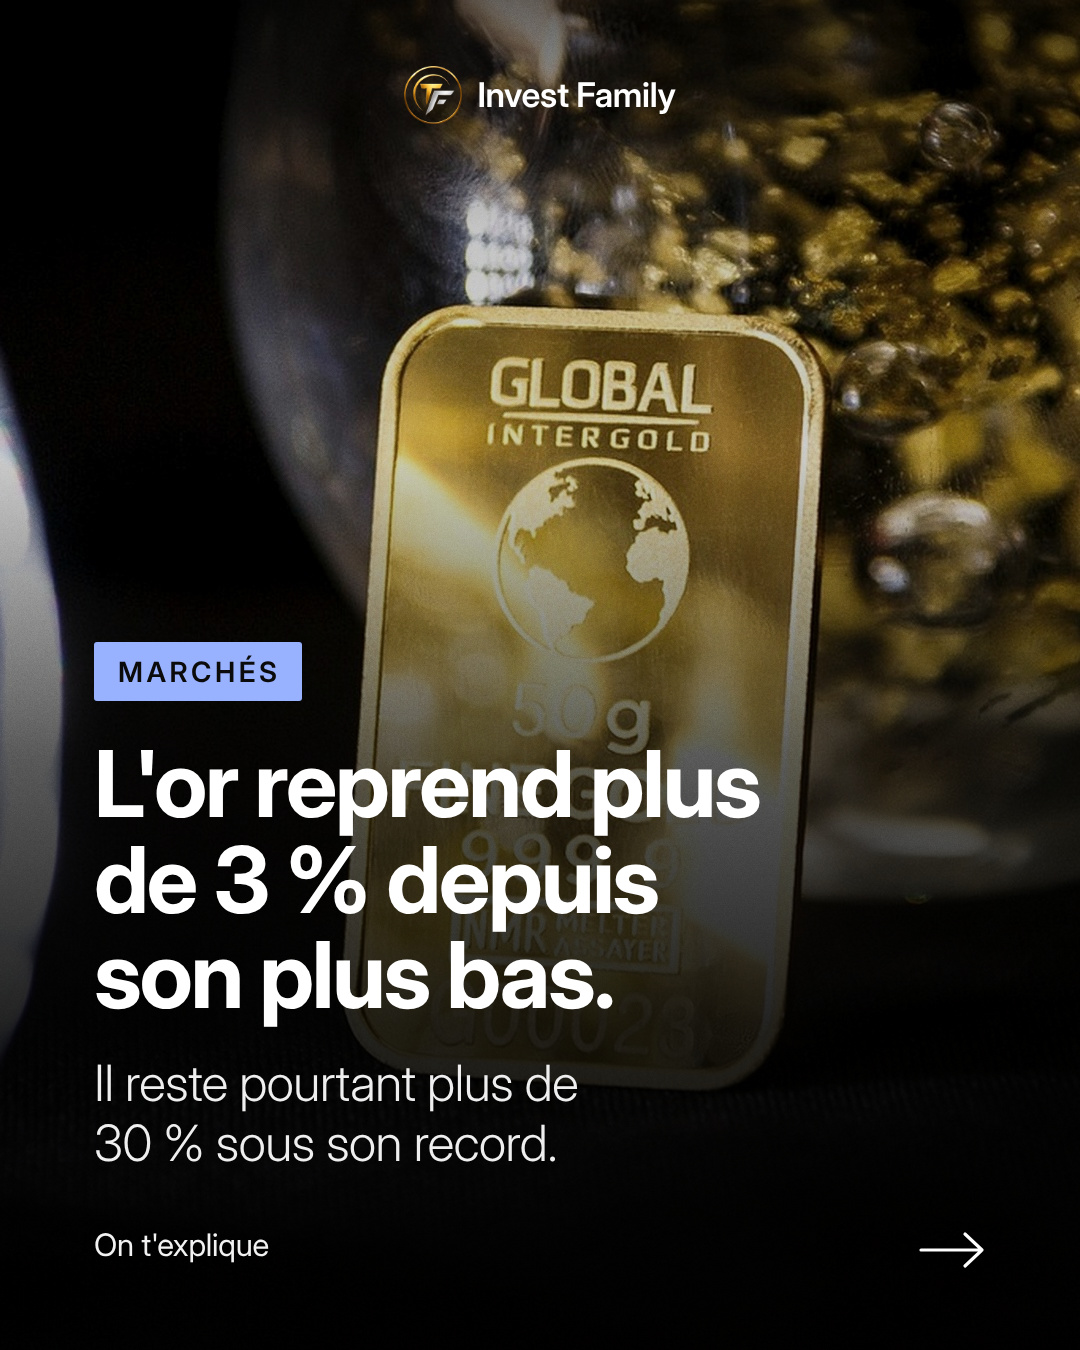 Invest Family
GLOBAL
INTERGOLD
50g
MARCHÉS
L'or reprend plus
de 3 % depuis
son plus bas.
Il reste pourtant plus de
30 % sous son record.
On t'explique